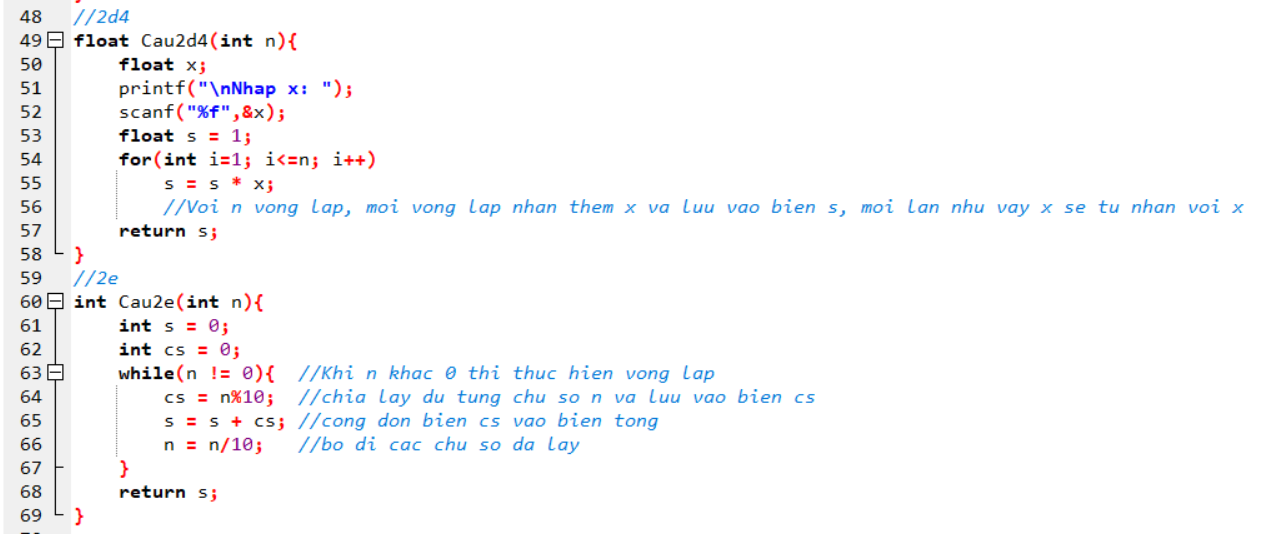 48 //2d4
49 float Cau2d4(int n){
50 float x;
51 printf("\nNhap x: ");
52 scanf("%f",&x);
53 float s = 1;
54 for(int i=1; i<=n; i++)
55 s = s * x;
56 //Voi n vong lap, moi vong lap nhan them x va luu vao bien s, moi lan nhu vay x se tu nhan voi x
57 return s;
58 }
59 //2e
60 int Cau2e(int n){
61 int s = 0;
62 int cs = 0;
63 while(n != 0){ //Khi n khac 0 thi thuc hien vong lap
64 cs = n%10; //chia lay du tung chu so n va luu vao bien cs
65 s = s + cs; //cong don bien cs vao bien tong
66 n = n/10; //bo di cac chu so da lay
67 }
68 return s;
69 }